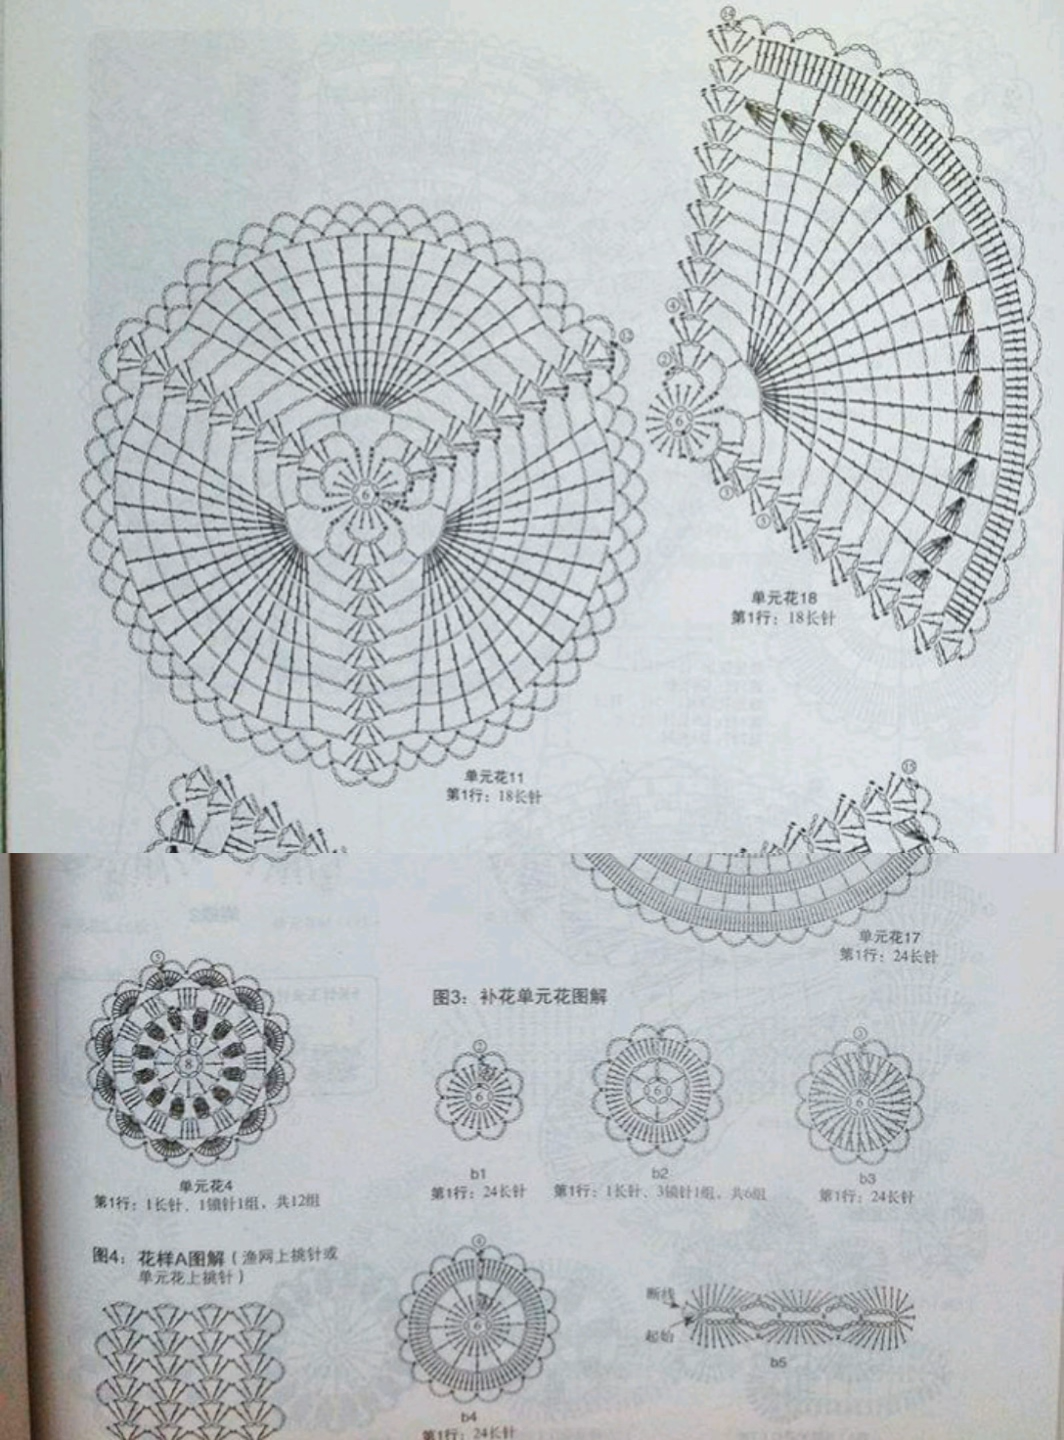 单元花18
第1行：18长针
单元花11
第1行：18长针
单元花17
第1行：24长针
图3：补花单元花图解
单元花4
第1行：1长针、1锁针1组，共12组
b1
第1行：24长针
b2
第1行：1长针、3锁针1组，共6组
b3
第1行：24长针
图4：花样A图解（渔网上挑针或
单元花上挑针）
b4
第1行：24长针
断线
起始
b5